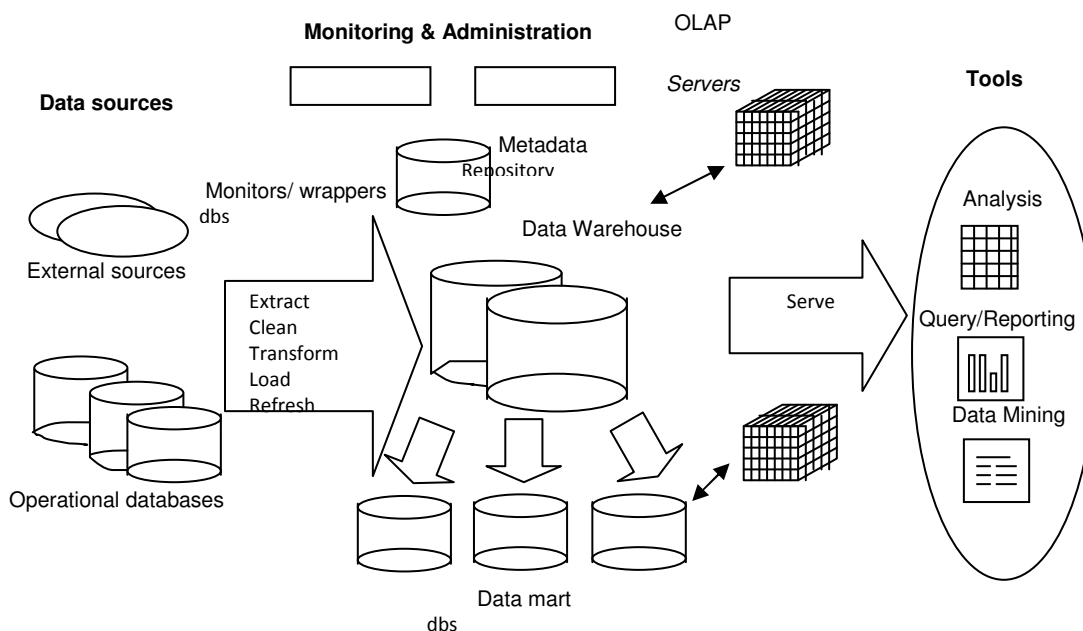 Monitoring & Administration
OLAP
Servers
Data sources
Tools
Metadata
Repository
Monitors/ wrappers
dbs
External sources
Data Warehouse
Analysis
Extract
Clean
Transform
Load
Refresh
Serve
Query/Reporting
Data Mining
Operational databases
Data mart
dbs